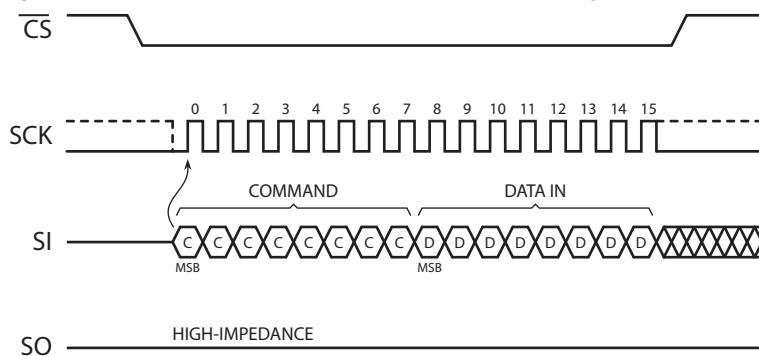 CS
0 1 2 3 4 5 6 7 8 9 10 11 12 13 14 15
SCK
COMMAND DATA IN
SI C C C C C C C C D D D D D D D D
MSB MSB
HIGH-IMPEDANCE
SO